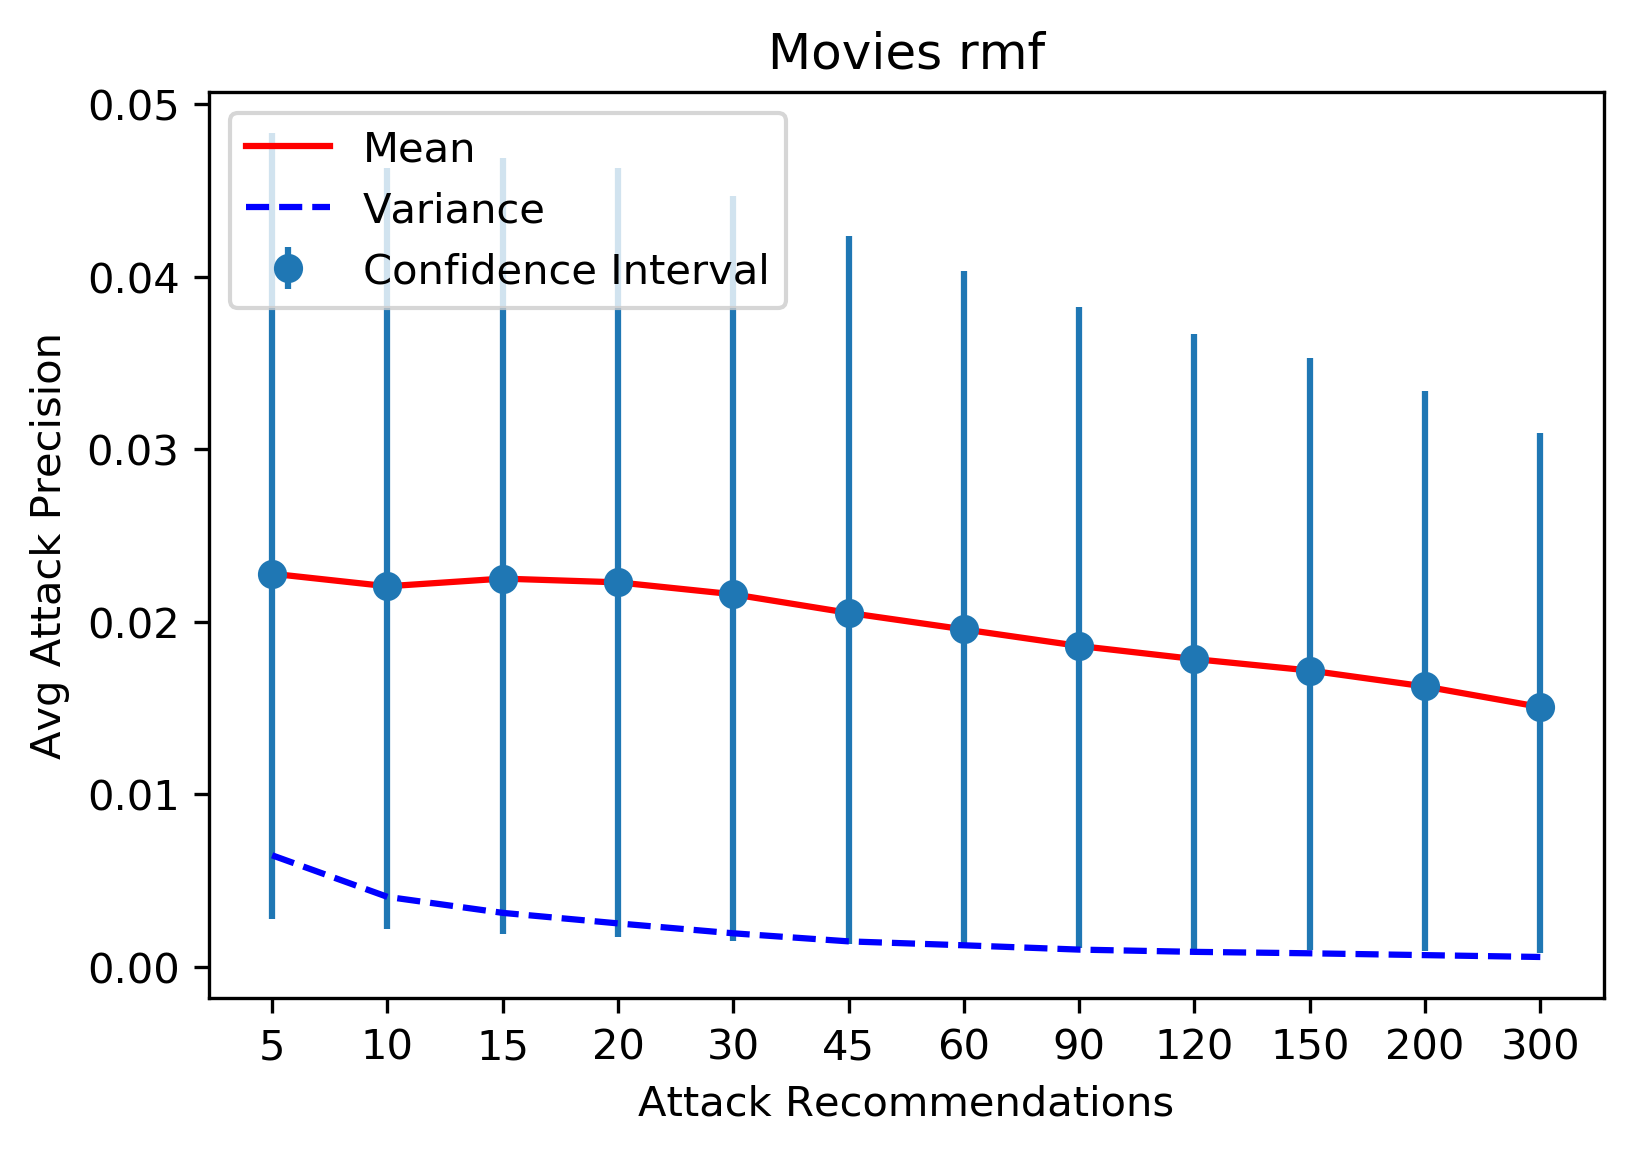 Movies rmf
0.05
0.04
0.03
0.02
0.01
0.00
Avg Attack Precision
Mean
Variance
Confidence Interval
5 10 15 20 30 45 60 90 120 150 200 300
Attack Recommendations